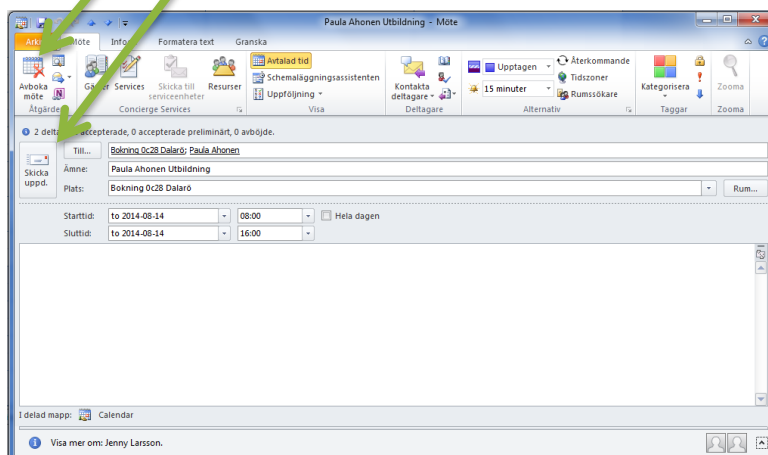 Paula Ahonen Utbildning - Möte
Möte Formatera text Granska
Avboka möte
Services
Skicka till serviceenheter
Resurser
Avtalad tid
Schemaläggningsassistenten
Uppföljning
Kontakta deltagare
Upptagen
15 minuter
Återkommande
Tidszoner
Rumssökare
Kategorisera
Zooma
Concierge Services Visa Deltagare Alternativ Taggar Zooma
accepterade, 0 accepterade preliminärt, 0 avböjde.
Skicka uppd.
Till... Bokning 0c28 Dalarö; Paula Ahonen
Ämne: Paula Ahonen Utbildning
Plats: Bokning 0c28 Dalarö Rum...
Starttid: to 2014-08-14 08:00 Hela dagen
Sluttid: to 2014-08-14 16:00
I delad mapp: Calendar
Visa mer om: Jenny Larsson.